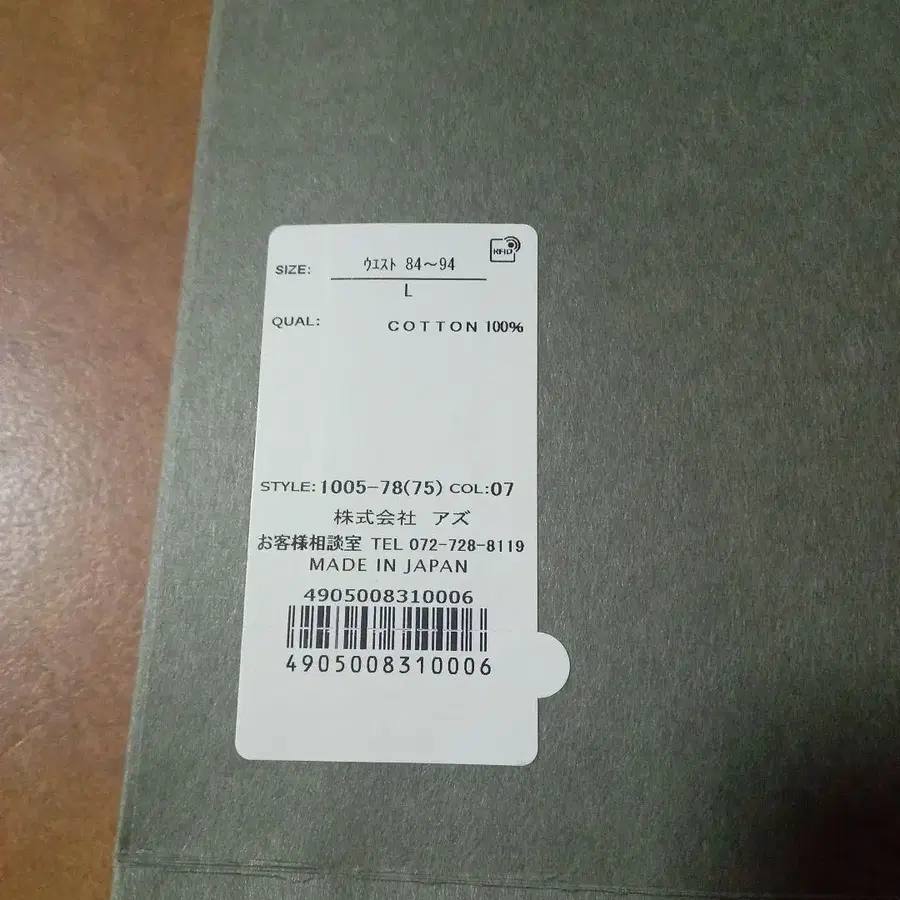 RFID
SIZE: ウエスト 84～94
L
QUAL: COTTON 100%
STYLE: 1005-78(75) COL: 07
株式会社 アズ
お客様相談室 TEL 072-728-8119
MADE IN JAPAN
4905008310006
4905008310006